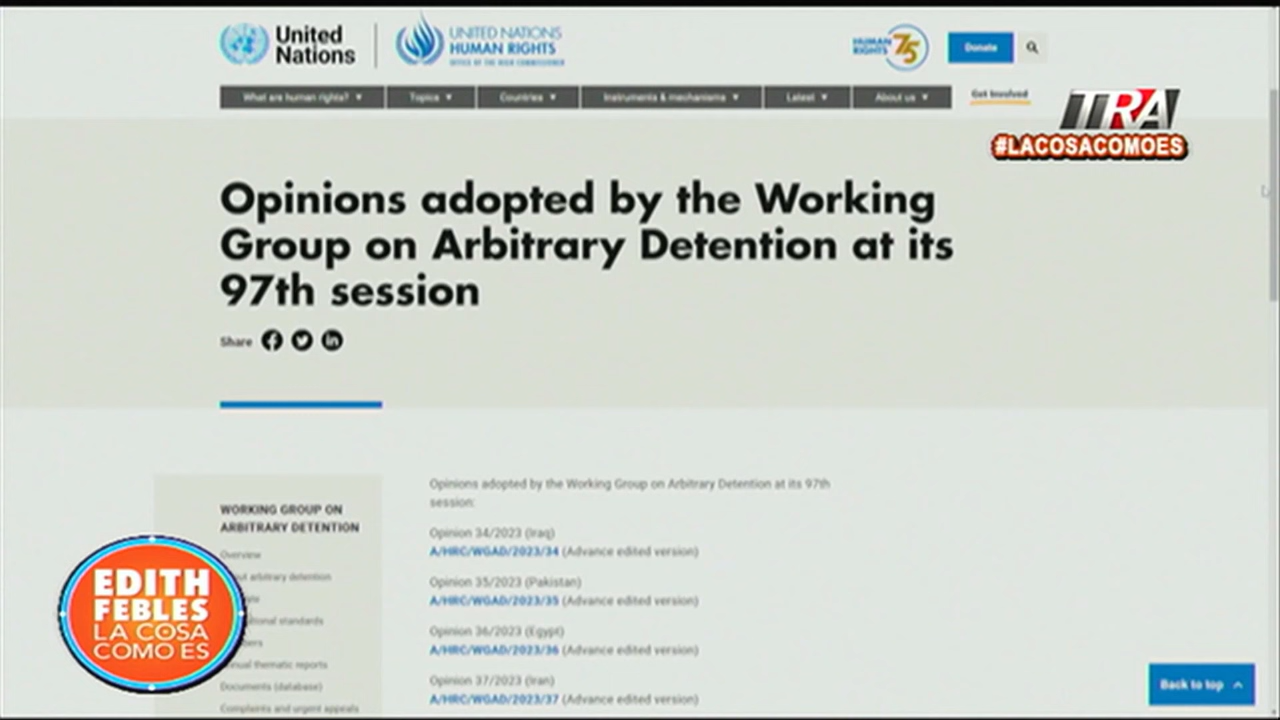 United
Nations
UNITED NATIONS
HUMAN RIGHTS
OFFICE OF THE HIGH COMMISSIONER
HUMAN
RIGHTS 75
Donate
What are human rights?
Topics
Countries
Instruments & mechanisms
Latest
About us
Get Involved
TRA
#LACOSACOMOES
Opinions adopted by the Working
Group on Arbitrary Detention at its
97th session
Share
WORKING GROUP ON
ARBITRARY DETENTION
Overview
arbitrary detention
standards
Annual thematic reports
Documents (database)
Complaints and urgent appeals
Opinions adopted by the Working Group on Arbitrary Detention at its 97th
session:
Opinion 34/2023 (Iraq)
A/HRC/WGAD/2023/34 (Advance edited version)
Opinion 35/2023 (Pakistan)
A/HRC/WGAD/2023/35 (Advance edited version)
Opinion 36/2023 (Egypt)
A/HRC/WGAD/2023/36 (Advance edited version)
Opinion 37/2023 (Iran)
A/HRC/WGAD/2023/37 (Advance edited version)
EDITH
FEBLES
LA COSA
COMO ES
Back to top